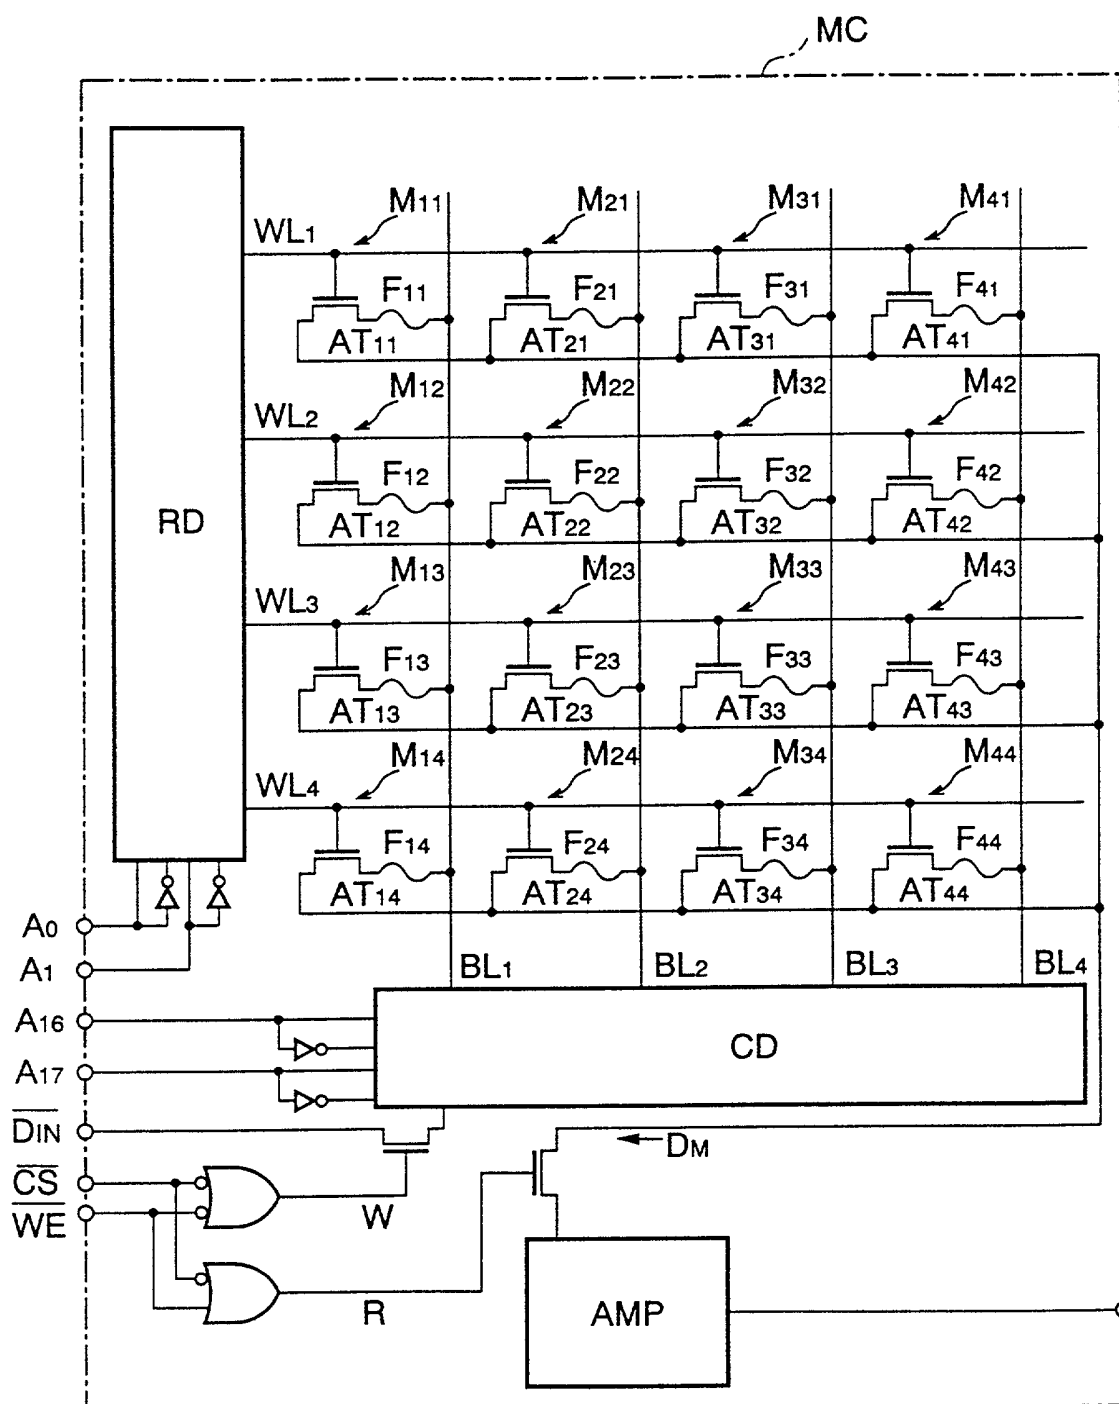 MC
M11 M21 M31 M41
WL1
F11 F21 F31 F41
AT11 AT21 AT31 AT41
M12 M22 M32 M42
WL2
F12 F22 F32 F42
RD
AT12 AT22 AT32 AT42
M13 M23 M33 M43
WL3
F13 F23 F33 F43
AT13 AT23 AT33 AT43
M14 M24 M34 M44
WL4
F14 F24 F34 F44
AT14 AT24 AT34 AT44
A0
A1
BL1 BL2 BL3 BL4
A16
CD
A17
DIN
DM
CS
W
WE
R
AMP